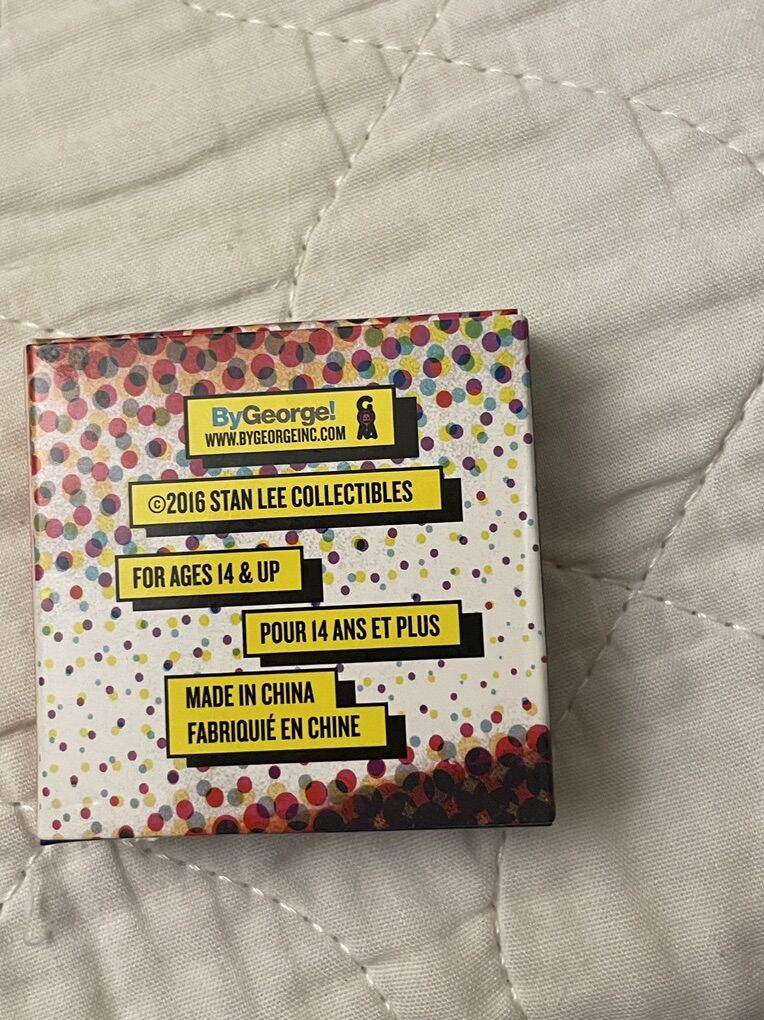 ByGeorge!
WWW.BYGEORGEINC.COM
©2016 STAN LEE COLLECTIBLES
FOR AGES 14 & UP
POUR 14 ANS ET PLUS
MADE IN CHINA
FABRIQUIÉ EN CHINE